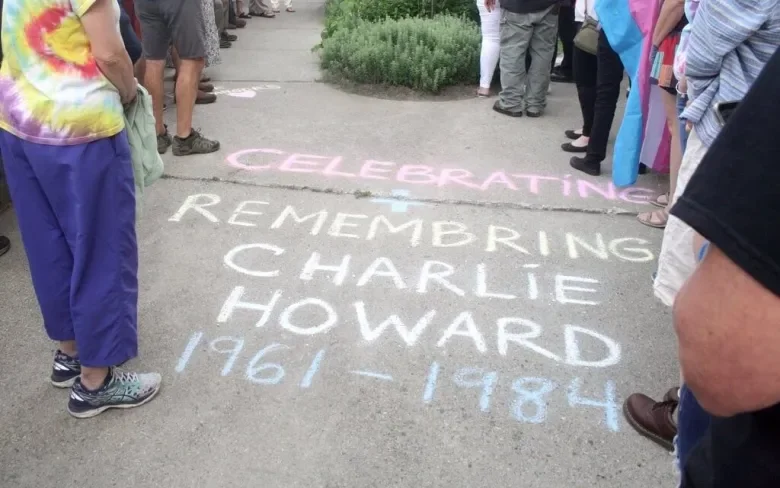 CELEBRATING
+
REMEMBRING
CHARLiE
HOWARD
1961 - 1984